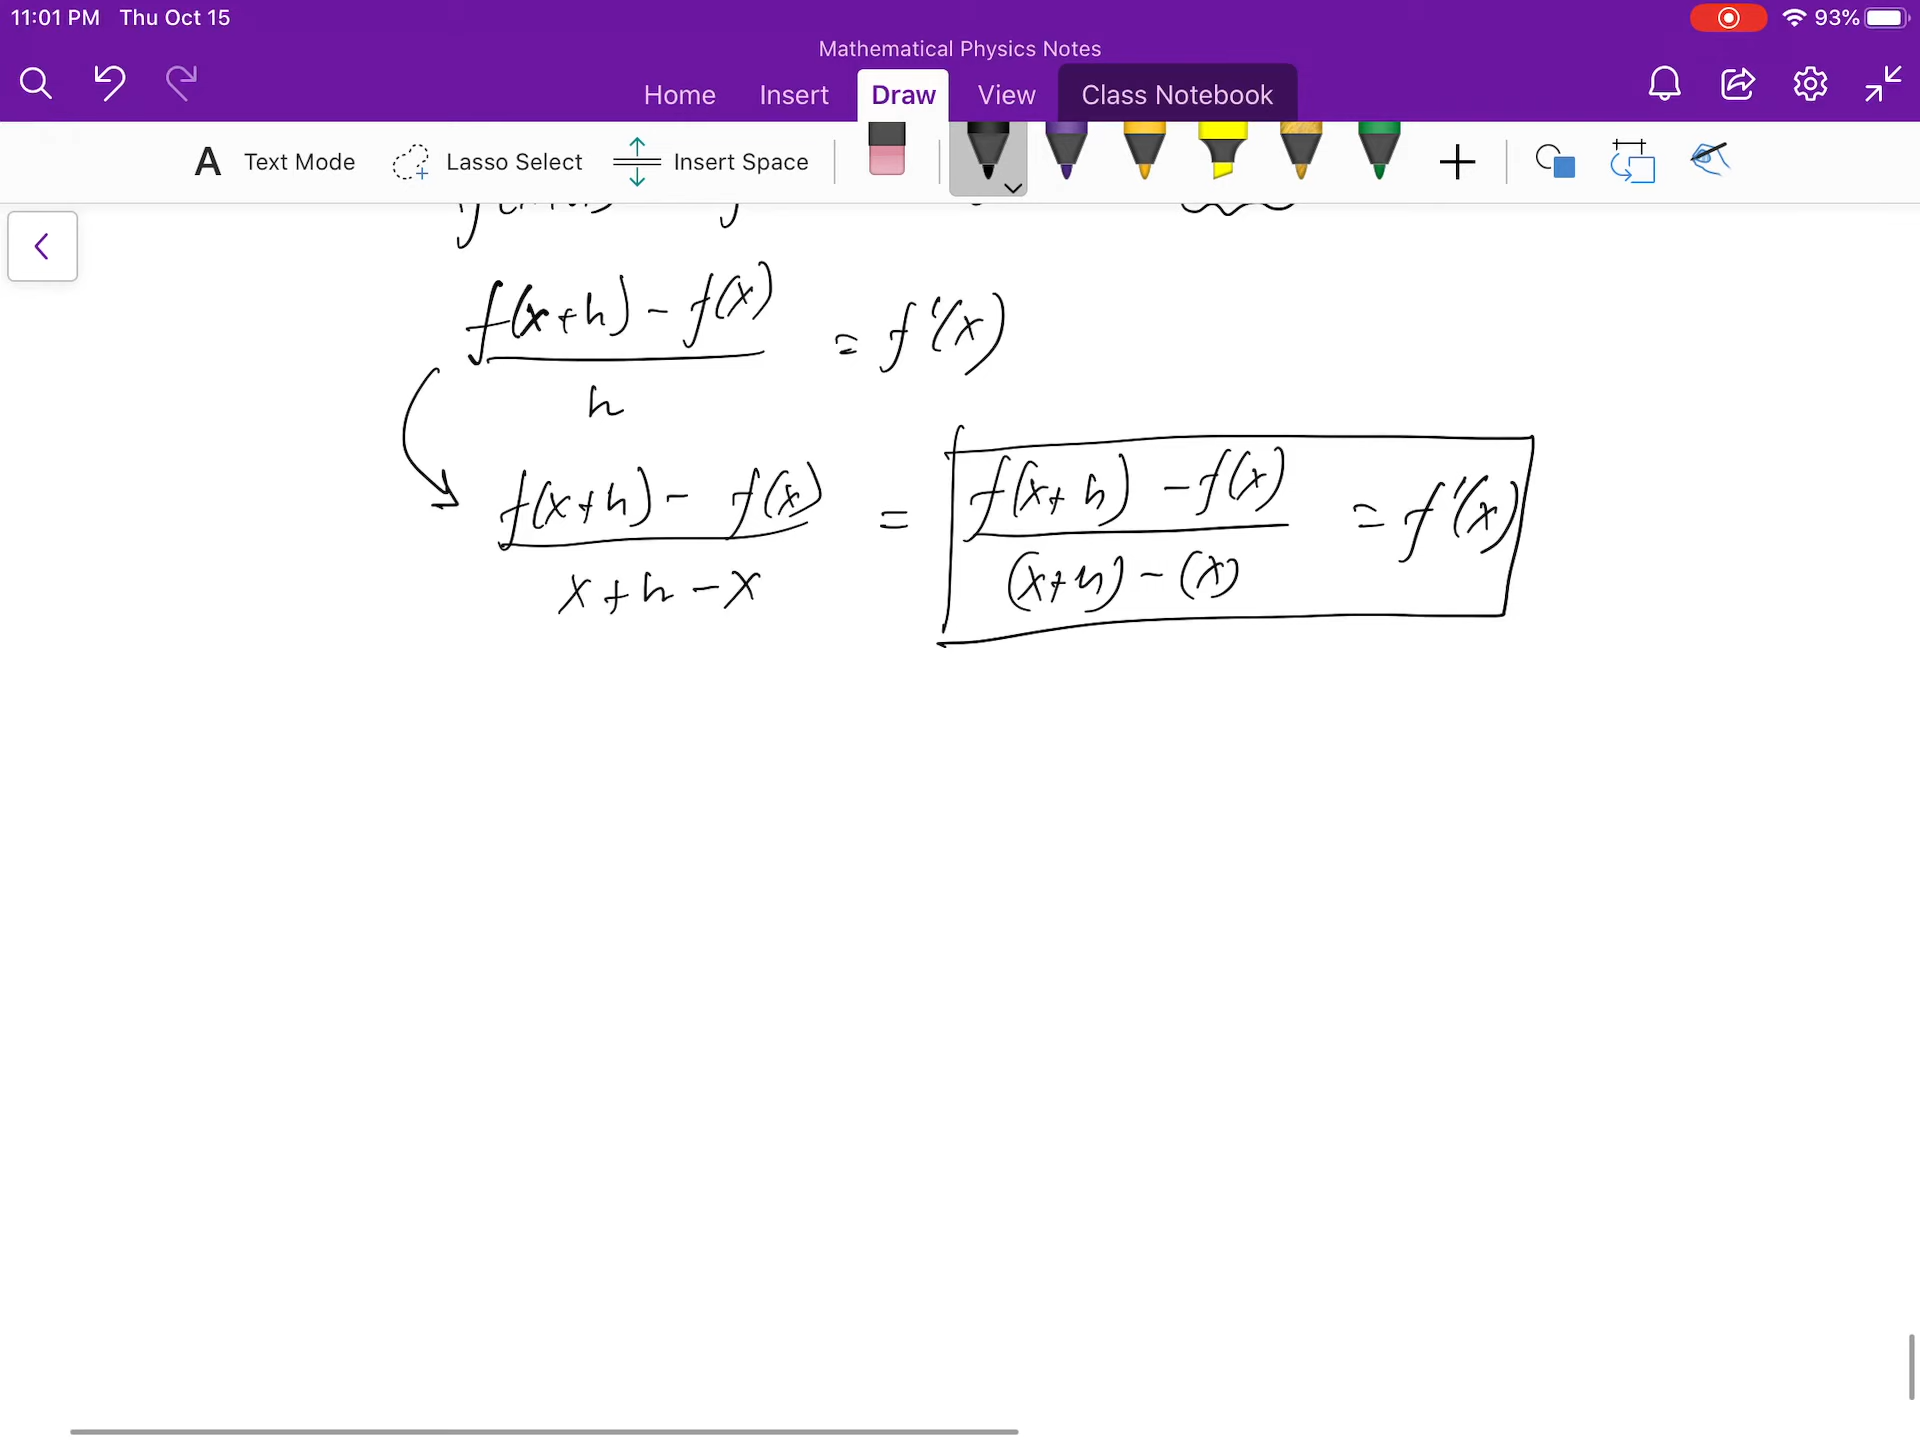 11:01 PM Thu Oct 15
93%
Mathematical Physics Notes
Home Insert Draw View Class Notebook
A Text Mode Lasso Select Insert Space
f(x+h) - f(x)
= f'(x)
h
f(x+h) - f(x) = f(x+h) - f(x) = f'(x)
x+h-x (x+h)-(x)